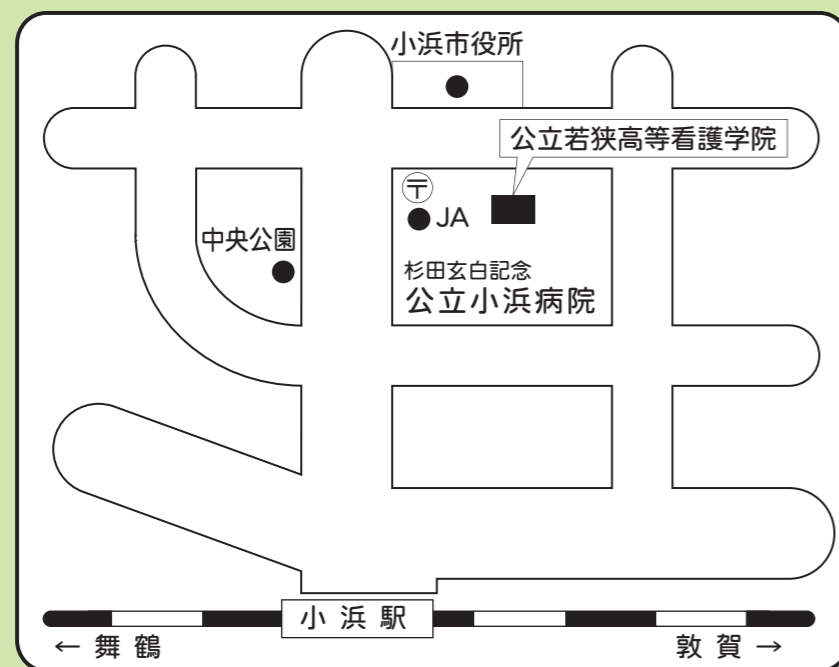 小浜市役所
公立若狭高等看護学院
〒
JA
中央公園
杉田玄白記念
公立小浜病院
小浜駅
← 舞鶴
敦賀 →